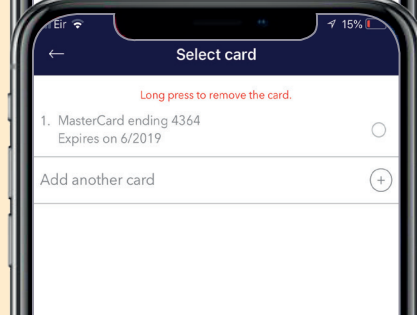 Eir 15%
Select card
Long press to remove the card.
1. MasterCard ending 4364
Expires on 6/2019
Add another card